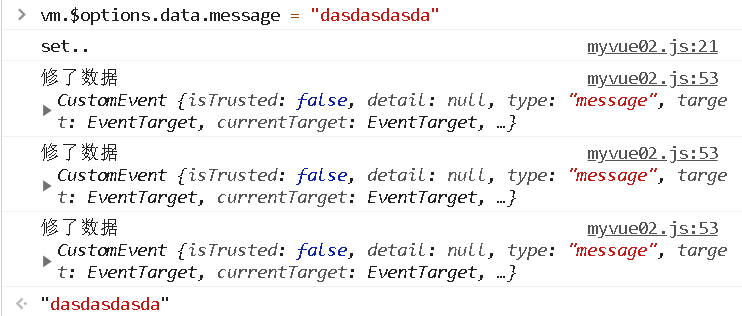 > vm.$options.data.message = "dasdasdasda"
set.. myvue02.js:21
修了数据 myvue02.js:53
▶ CustomEvent {isTrusted: false, detail: null, type: "message", targe
t: EventTarget, currentTarget: EventTarget, …}
修了数据 myvue02.js:53
▶ CustomEvent {isTrusted: false, detail: null, type: "message", targe
t: EventTarget, currentTarget: EventTarget, …}
修了数据 myvue02.js:53
▶ CustomEvent {isTrusted: false, detail: null, type: "message", targe
t: EventTarget, currentTarget: EventTarget, …}
"dasdasdasda"